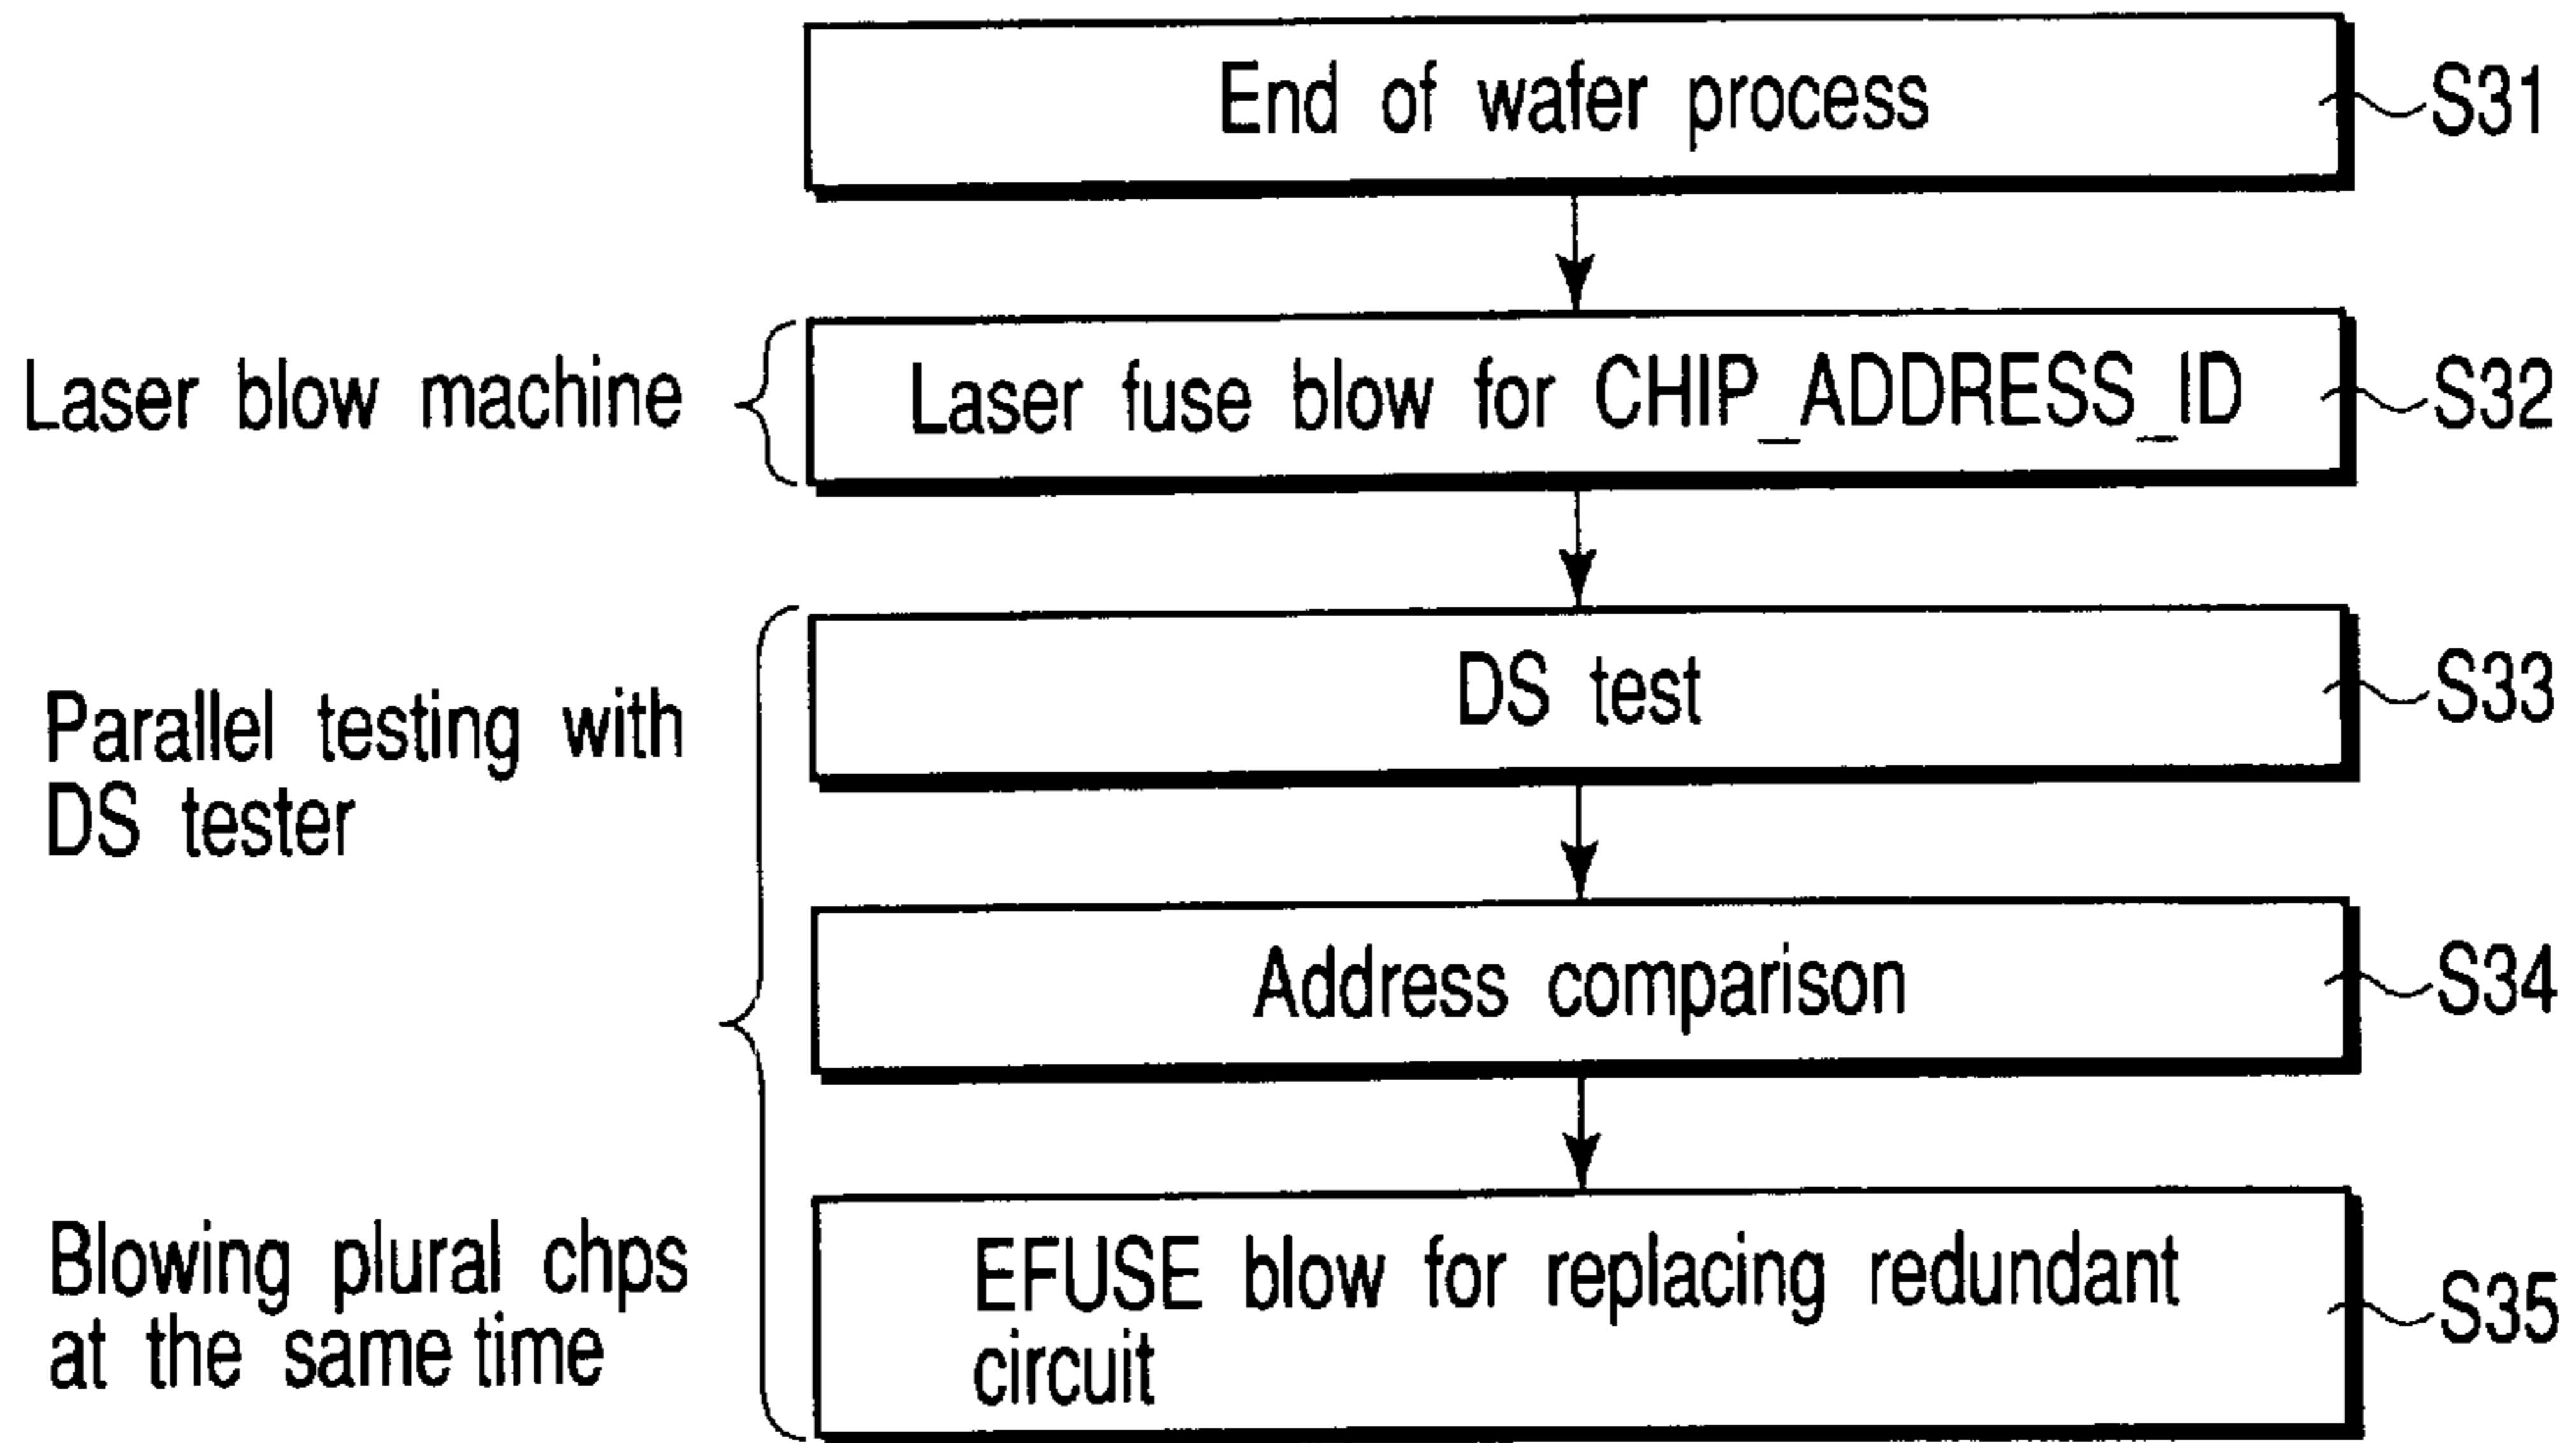 End of wafer process
S31
Laser blow machine
Laser fuse blow for CHIP_ADDRESS_ID
S32
Parallel testing with
DS tester
DS test
S33
Address comparison
S34
Blowing plural chps
at the same time
EFUSE blow for replacing redundant
circuit
S35